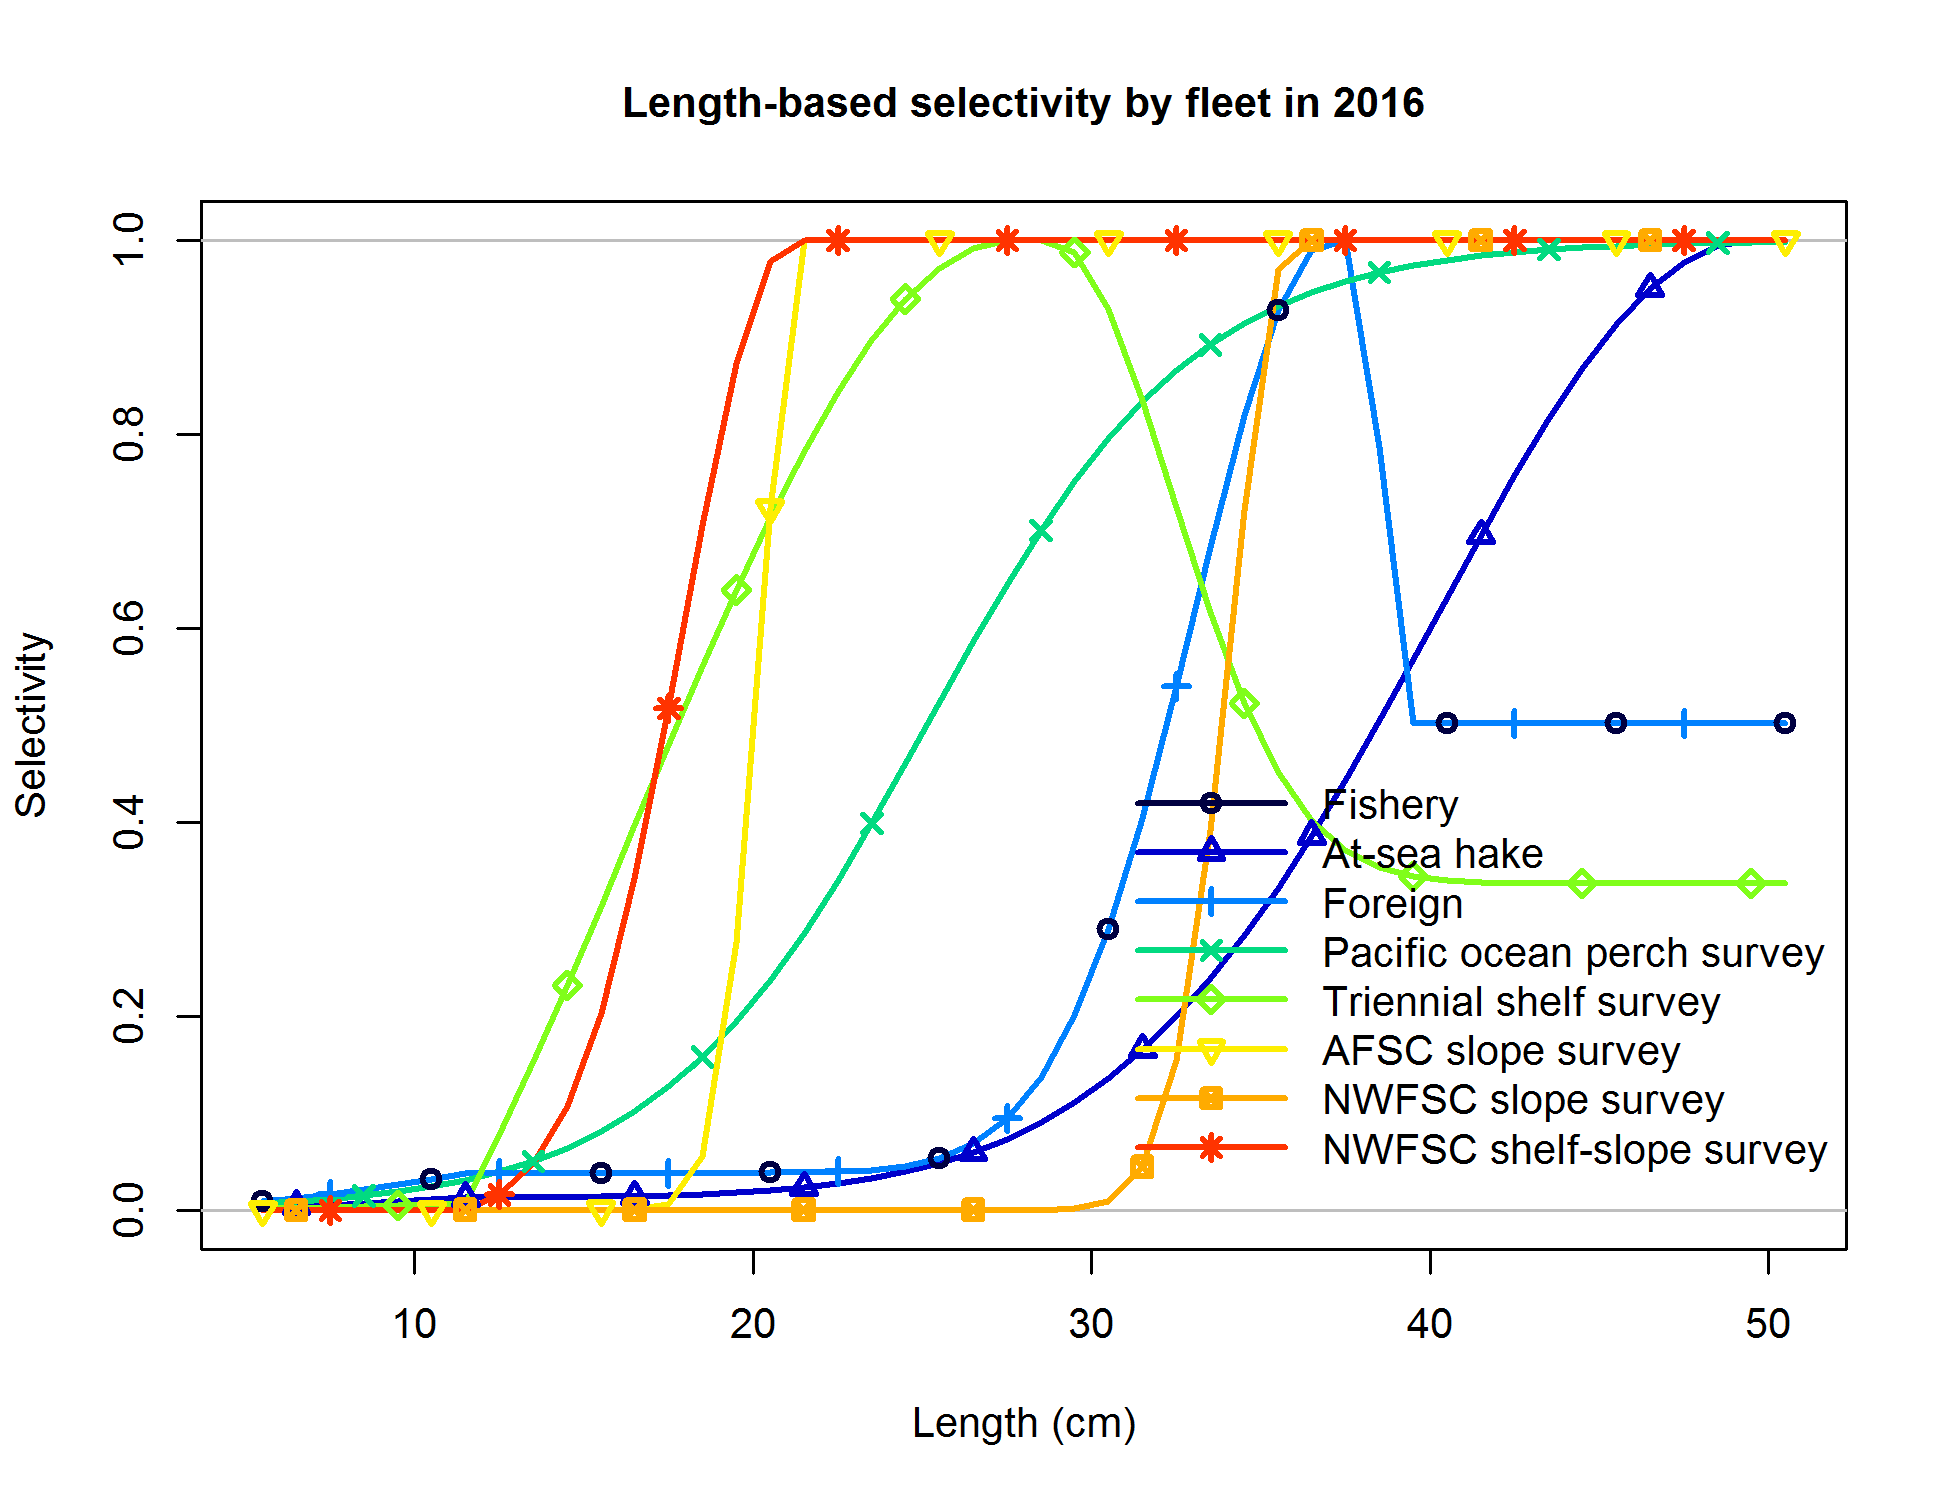 Length-based selectivity by fleet in 2016
Selectivity
1.0
0.8
0.6
0.4
0.2
0.0
Fishery
At-sea hake
Foreign
Pacific ocean perch survey
Triennial shelf survey
AFSC slope survey
NWFSC slope survey
NWFSC shelf-slope survey
10 20 30 40 50
Length (cm)